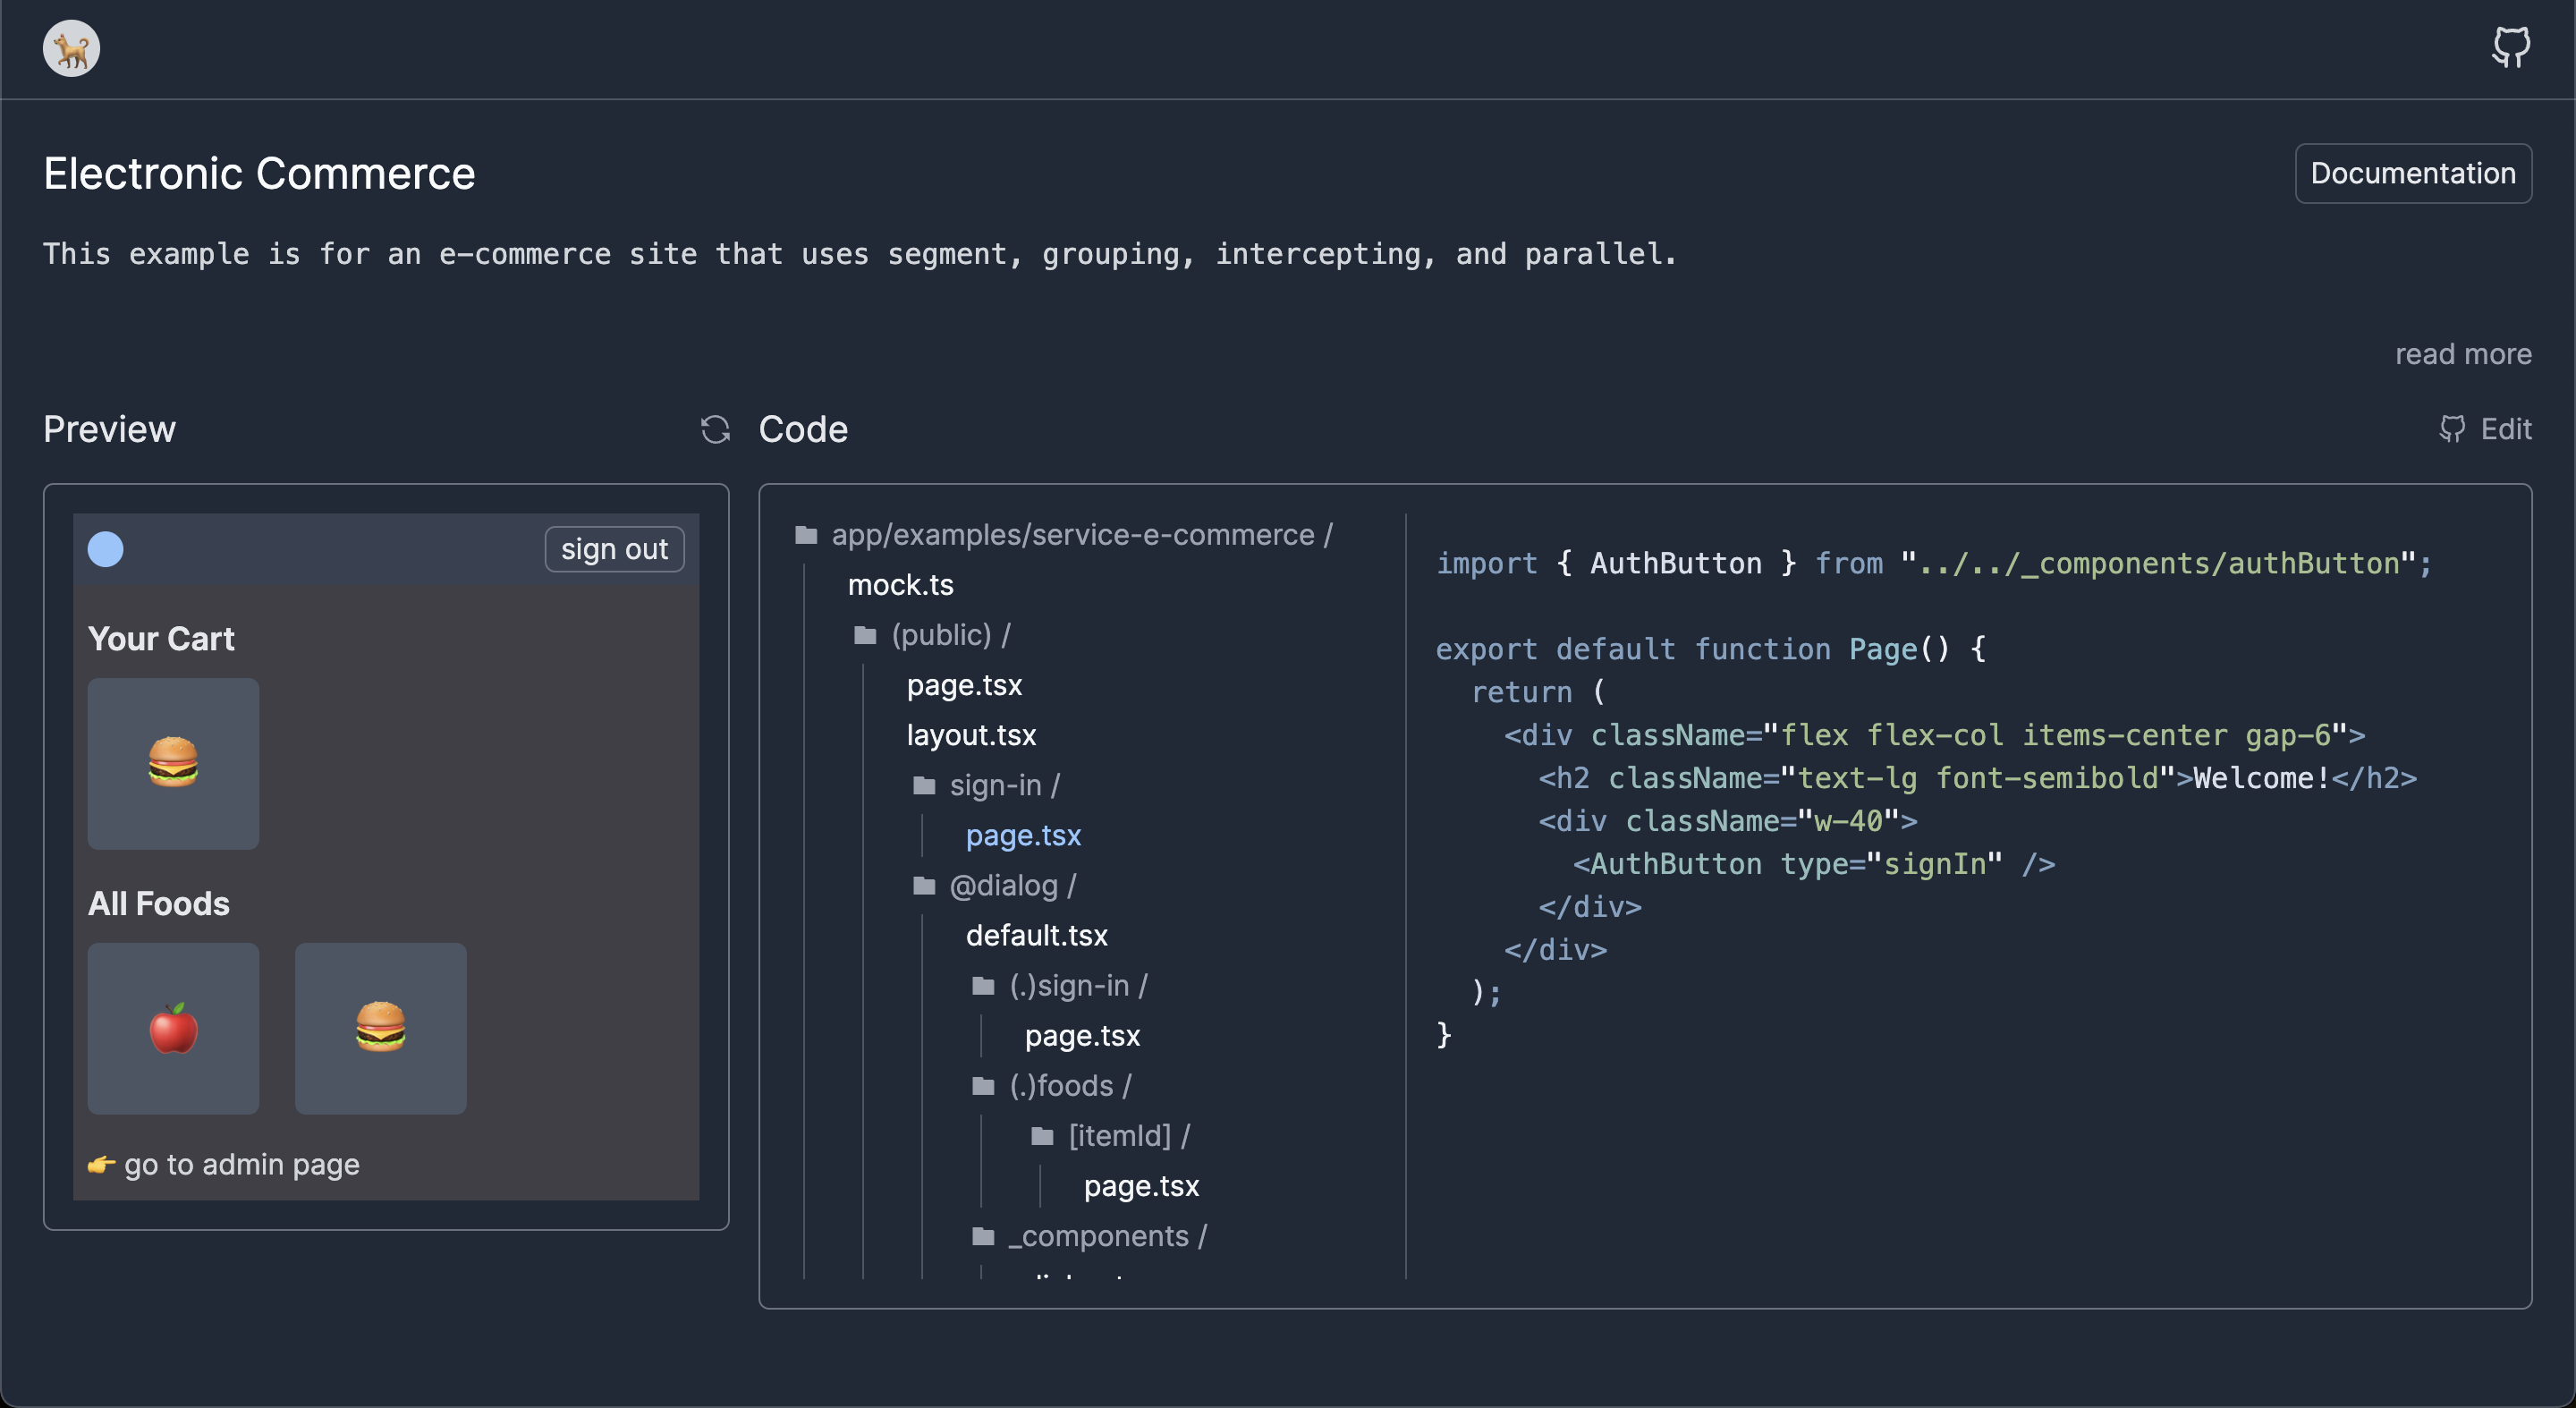 Electronic Commerce
Documentation
This example is for an e-commerce site that uses segment, grouping, intercepting, and parallel.
read more
Preview
Code
Edit
sign out
Your Cart
All Foods
👉 go to admin page
app/examples/service-e-commerce /
mock.ts
(public) /
page.tsx
layout.tsx
sign-in /
page.tsx
@dialog /
default.tsx
(.)sign-in /
page.tsx
(.)foods /
[itemId] /
page.tsx
_components /
import { AuthButton } from "../../_components/authButton";
export default function Page() {
  return (
    <div className="flex flex-col items-center gap-6">
      <h2 className="text-lg font-semibold">Welcome!</h2>
      <div className="w-40">
        <AuthButton type="signIn" />
      </div>
    </div>
  );
}